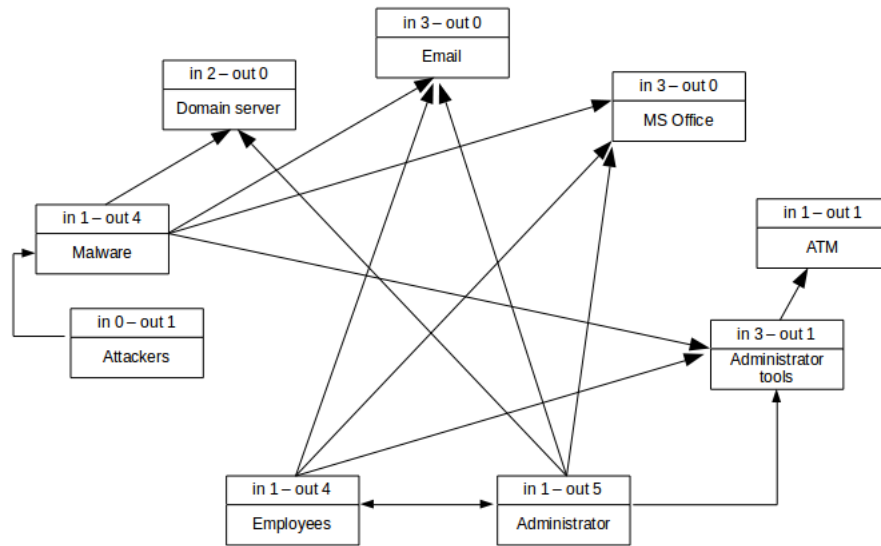 in 3 – out 0
Email
in 2 – out 0
Domain server
in 3 – out 0
MS Office
in 1 – out 4
Malware
in 1 – out 1
ATM
in 0 – out 1
Attackers
in 3 – out 1
Administrator
tools
in 1 – out 4
Employees
in 1 – out 5
Administrator